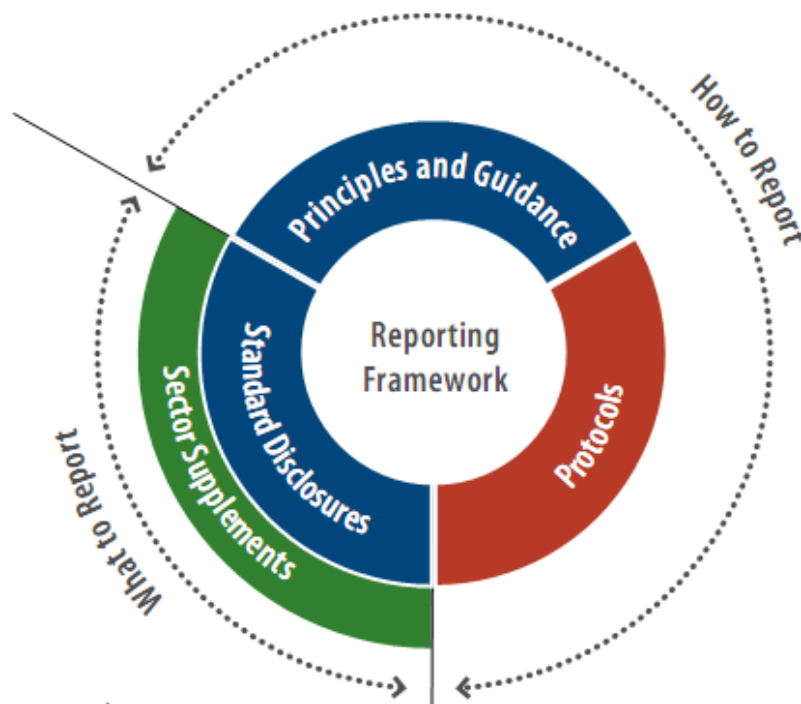 How to Report
Principles and Guidance
Reporting
Framework
Standard Disclosures
Sector Supplements
Protocols
What to Report